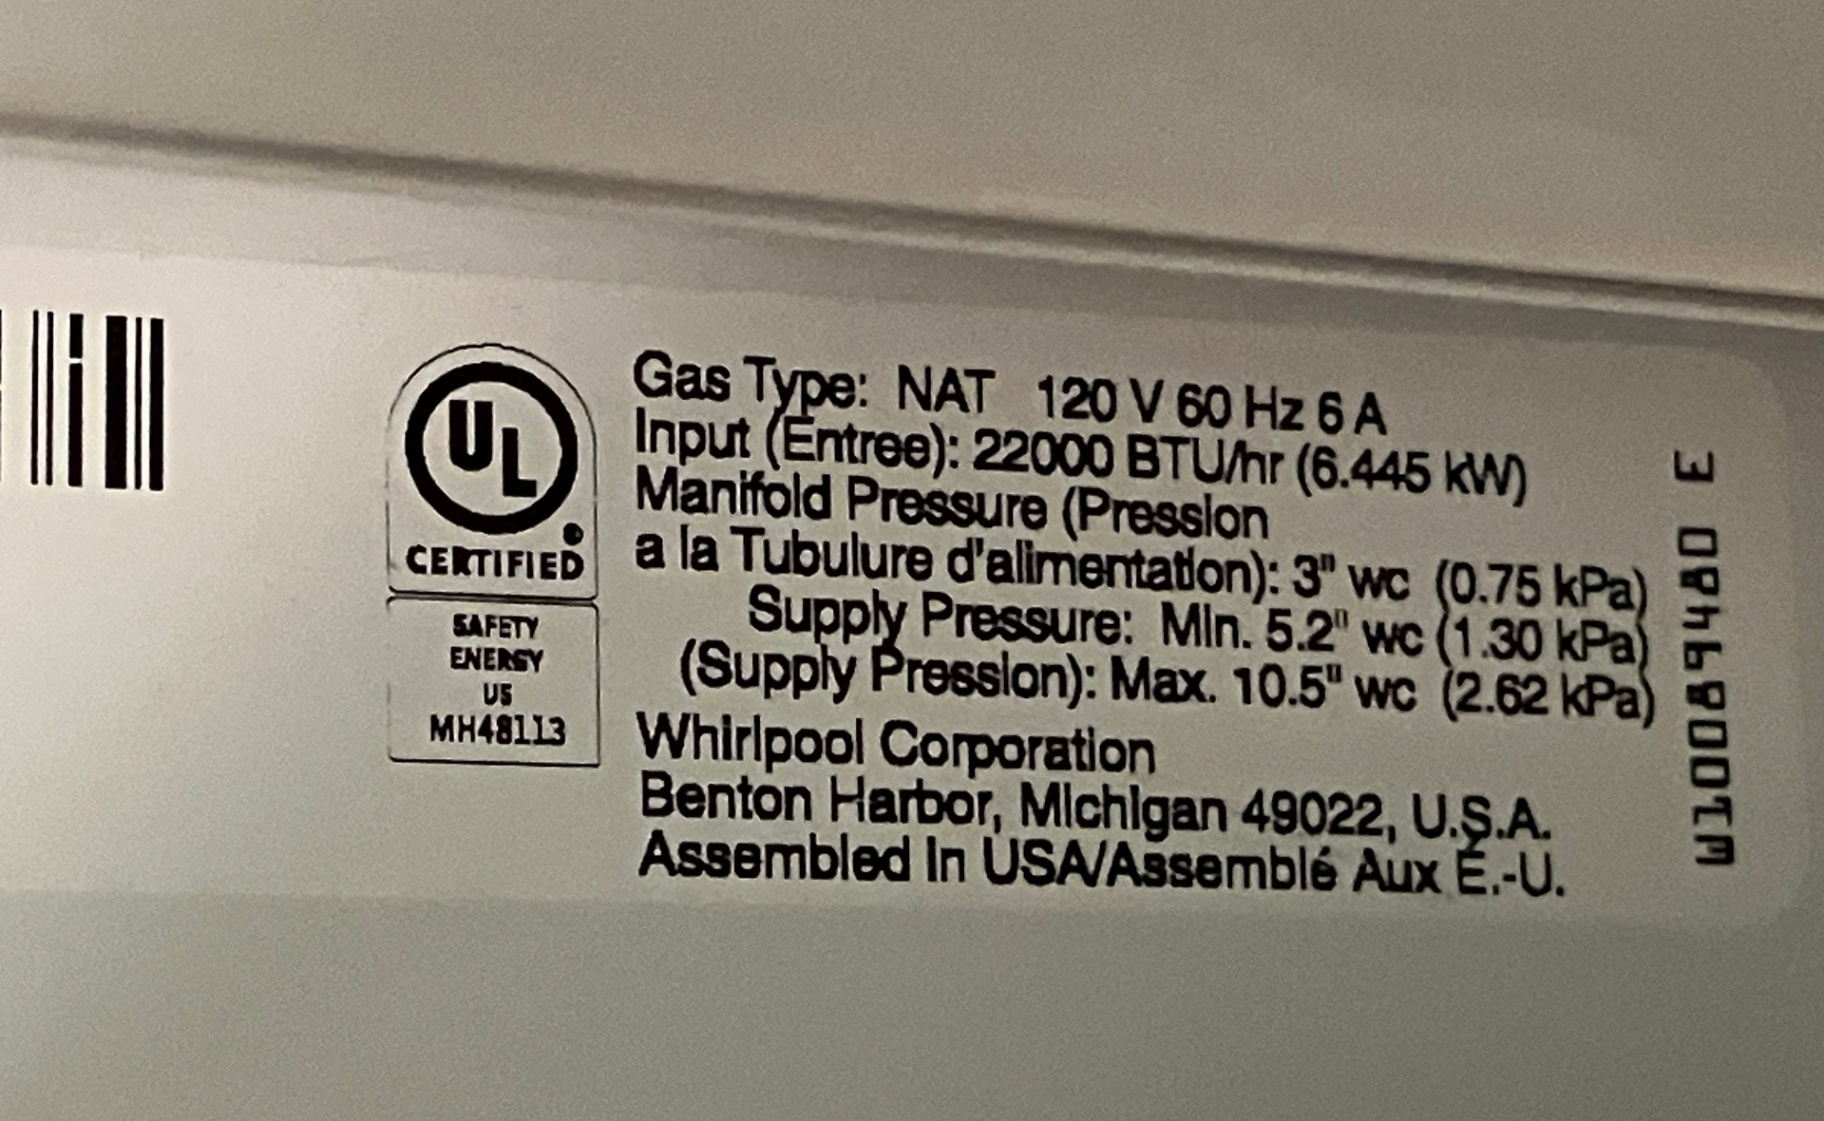 UL
CERTIFIED
SAFETY
ENERGY
US
MH48113
Gas Type: NAT 120 V 60 Hz 6 A
Input (Entree): 22000 BTU/hr (6.445 kW)
Manifold Pressure (Pression
a la Tubulure d'alimentation): 3" wc (0.75 kPa)
Supply Pressure: Min. 5.2" wc (1.30 kPa)
(Supply Pression): Max. 10.5" wc (2.62 kPa)
Whirlpool Corporation
Benton Harbor, Michigan 49022, U.S.A.
Assembled In USA/Assemblé Aux É.-U.